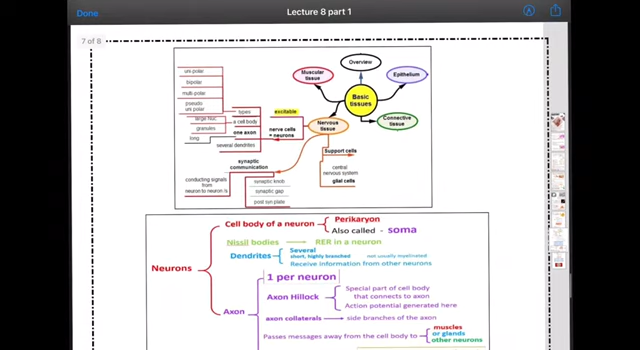 Done
Lecture 8 part 1
7 of 8
Overview
Muscular
tissue
Epithelium
Basic
tissues
Connective
tissue
Nervous
tissue
excitable
nerve cells
= neurons
uni polar
bipolar
multi polar
pseudo
uni polar
types
large Nuc
granules
a cell body
long
one axon
several dendrites
Support cells
central
nervous system
glial cells
synaptic
communication
conducting signals
from
neuron to neuron is
synaptic knob
synaptic gap
post syn.plate
Neurons
Cell body of a neuron
Perikaryon
Also called - soma
Nissil bodies → RER in a neuron
Dendrites
Several
short, highly branched not usually myelineed
Receive information from other neurons
Axon
1 per neuron
Axon Hillock
Special part of cell body
that connects to axon
Action potential generated here
axon collaterals → side branches of the axon
Passes messages away from the cell body to
muscles
or glands
other neurons